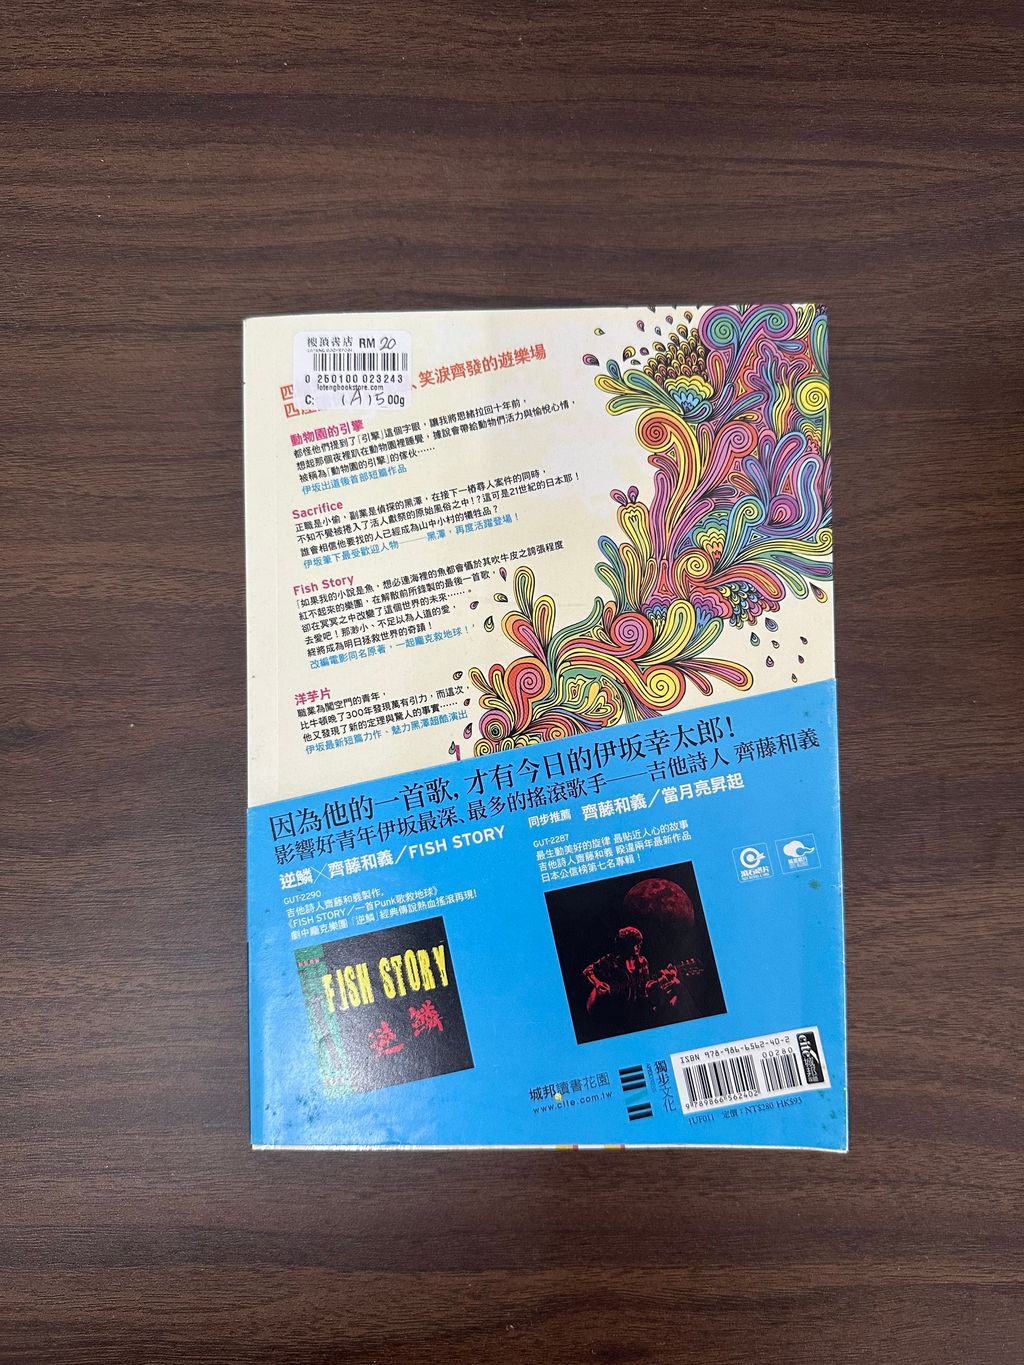 樓頂書店 RM 20
0 250100 023243
lotengbookstore.com
C: (A) 5 00g
四
、笑淚齊發的遊樂場
動物園的引擎
都怪他們提到了「引擎」這個字眼，讓我將思緒拉回十年前，
想起那個夜裡趴在動物園裡睡覺，據說會帶給動物們活力與愉悅心情，
被稱為「動物園的引擎」的傢伙……
伊坂出道後首部短篇作品
Sacrifice
正職是小偷，副業是偵探的黑澤，在接下一樁尋人案件的同時，
不知不覺被捲入了活人獻祭的原始風俗之中！？這可是21世紀的日本耶！
誰會相信他要找的人已經成為山中小村的犧牲品？
伊坂筆下最受歡迎人物——黑澤，再度活躍登場！
Fish Story
「如果我的小說是魚，想必連海裡的魚都會懾於其吹牛皮之誇張程度
紅不起來的樂團，在解散前所錄製的最後一首歌，
卻在冥冥之中改變了這個世界的未來……。
去愛吧！那渺小、不足以為人道的愛，
終將成為明日拯救世界的奇蹟！
改編電影同名原著，一起龐克救地球！
洋芋片
職業為闖空門的青年，
比牛頓晚了300年發現萬有引力，而這次，
他又發現了新的定理與驚人的事實……
伊坂最新短篇力作、魅力黑澤超酷演出
因為他的一首歌，才有今日的伊坂幸太郎！
影響好青年伊坂最深、最多的搖滾歌手——吉他詩人 齊藤和義
逆鱗×齊藤和義／FISH STORY
GUT-2290
吉他詩人齊藤和義製作，
《FISH STORY／一首Punk歌救地球》
劇中龐克樂團「逆鱗」經典傳說熱血搖滾再現！
FISH STORY
逆鱗
同步推薦 齊藤和義／當月亮昇起
GUT-2287
最生動美好的旋律 最貼近人心的故事
吉他詩人齊藤和義 睽違兩年最新作品
日本公信榜第七名專輯！
滾石唱片
城邦讀書花園
www.cite.com.tw
獨步文化
ISBN 978-986-6562-40-2
00280
9 789866 562402
cité城邦
1UF011 定價：NT$280 HK$93